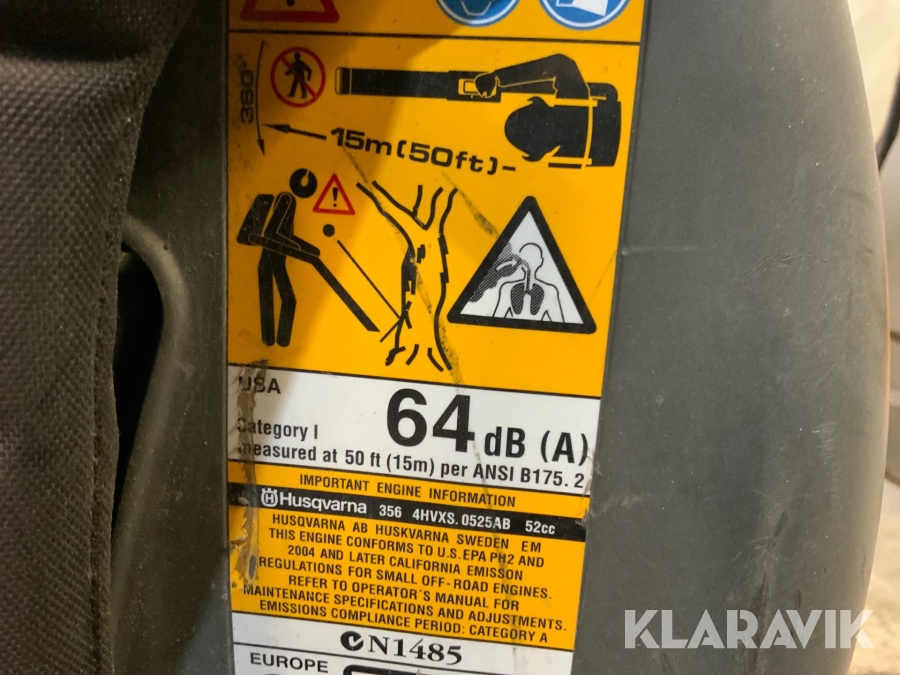 360°
15m (50ft)
USA
64 dB (A)
Category I
measured at 50 ft (15m) per ANSI B175. 2
IMPORTANT ENGINE INFORMATION
Husqvarna 356 4HVXS. 0525AB 52cc
HUSQVARNA AB HUSKVARNA SWEDEN EM
THIS ENGINE CONFORMS TO U.S. EPA PH2 AND
2004 AND LATER CALIFORNIA EMISSON
REGULATIONS FOR SMALL OFF-ROAD ENGINES.
REFER TO OPERATOR´S MANUAL FOR
MAINTENANCE SPECIFICATIONS AND ADJUSTMENTS.
EMISSIONS COMPLIANCE PERIOD: CATEGORY A
N1485
EUROPE
KLARAVIK